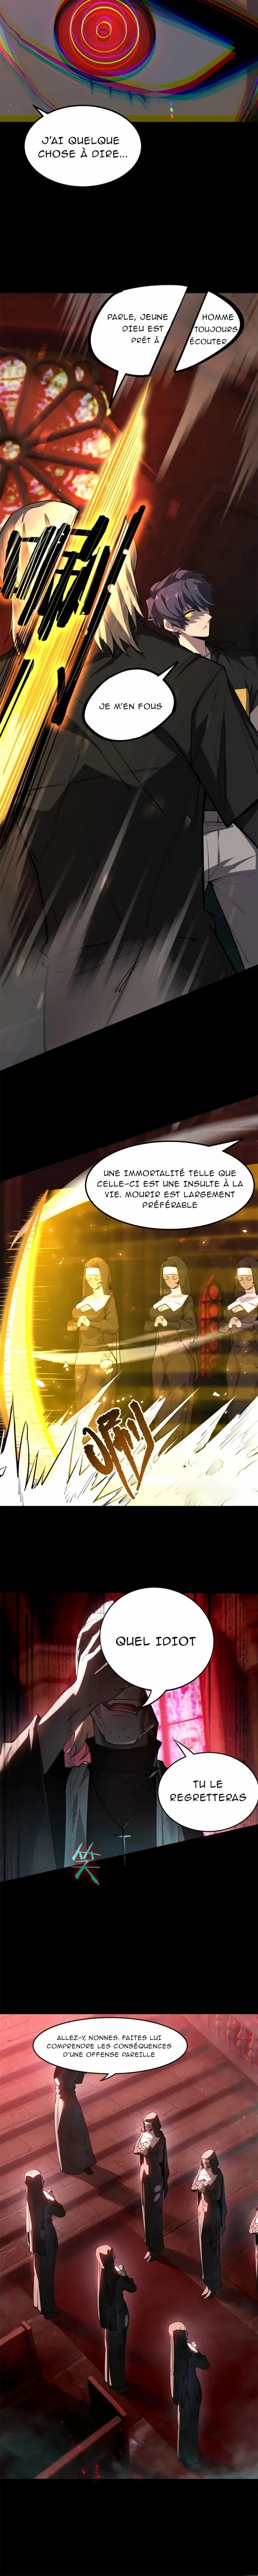 J'AI QUELQUE
CHOSE À DIRE...
PARLE, JEUNE HOMME
DIEU EST TOUJOURS
PRÊT À ÉCOUTER
JE M'EN FOUS
UNE IMMORTALITÉ TELLE QUE
CELLE-CI EST UNE INSULTE À LA
VIE. MOURIR EST LARGEMENT
PRÉFÉRABLE
QUEL IDIOT
TU LE
REGRETTERAS
笑
ALLEZ-Y, NONNES. FAITES LUI
COMPRENDRE LES CONSÉQUENCES
D'UNE OFFENSE PAREILLE